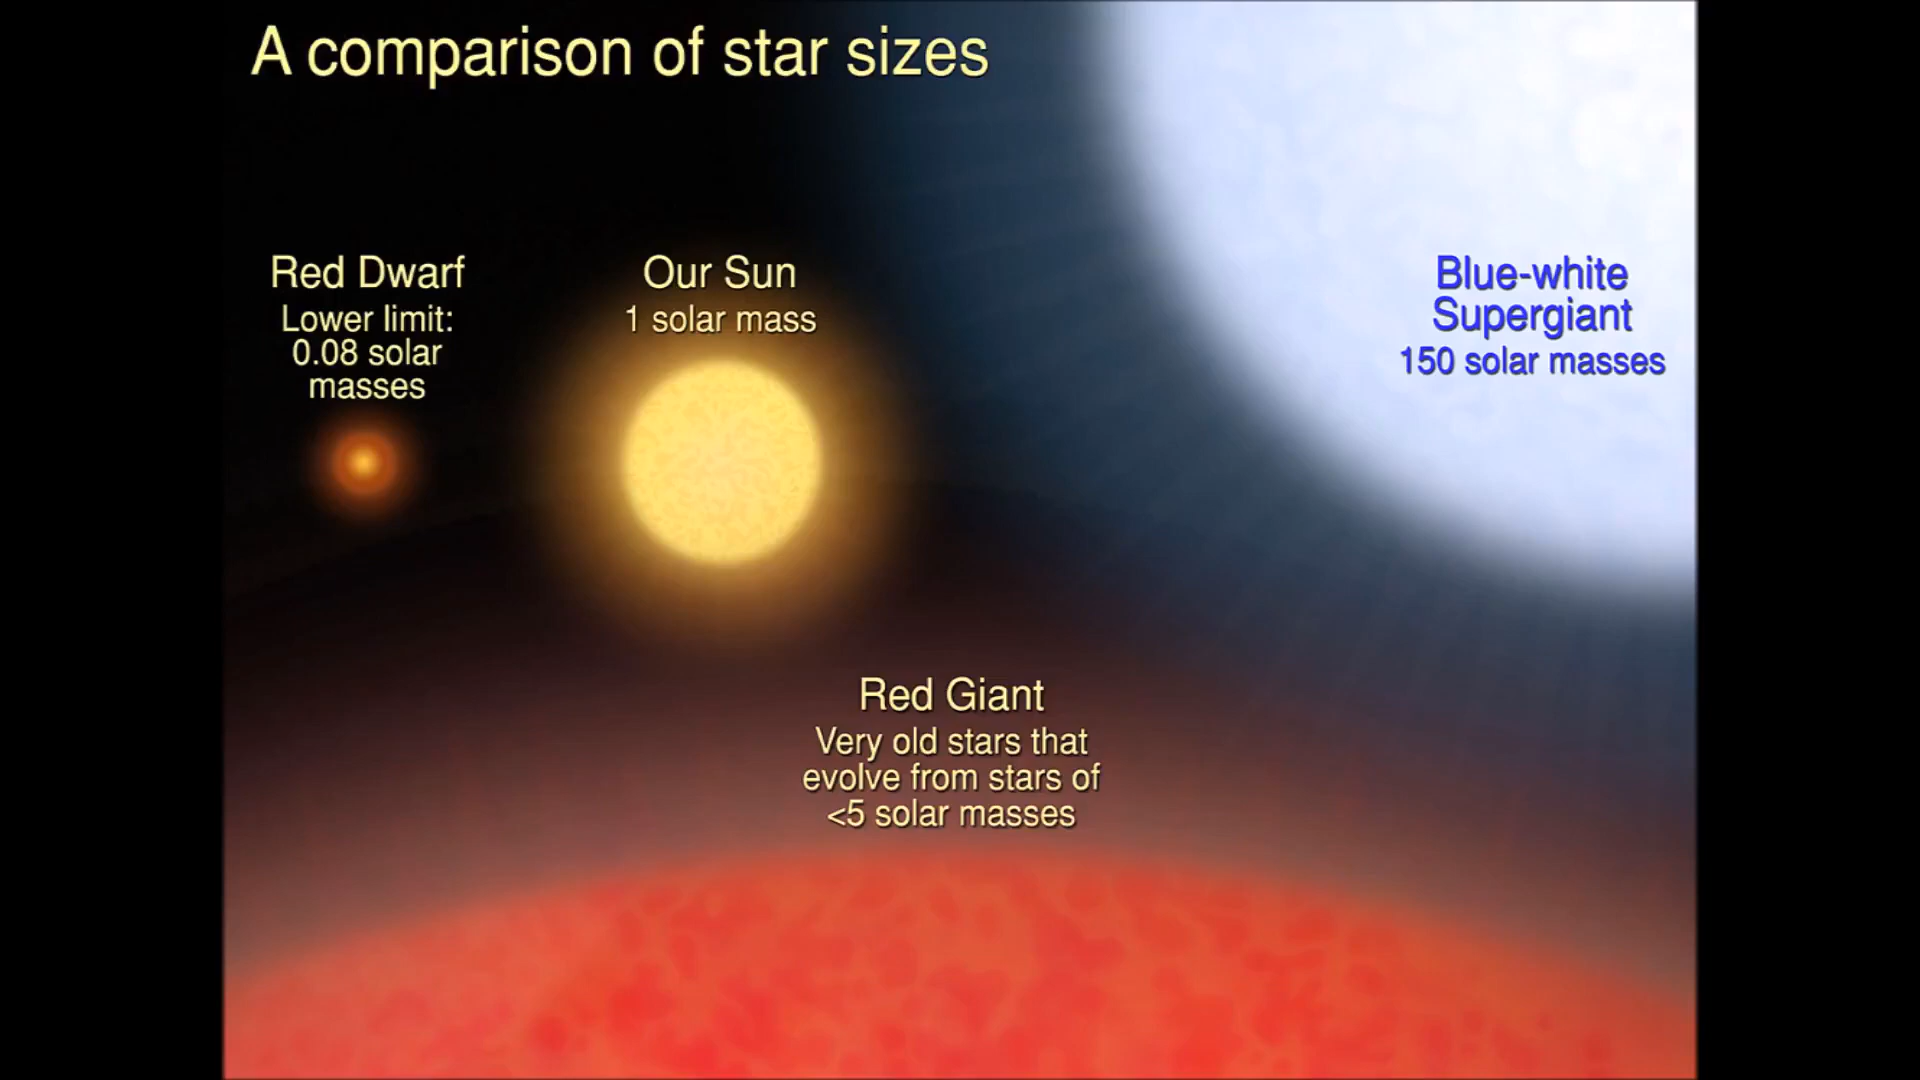 A comparison of star sizes
Red Dwarf
Lower limit:
0.08 solar
masses
Our Sun
1 solar mass
Blue-white
Supergiant
150 solar masses
Red Giant
Very old stars that
evolve from stars of
<5 solar masses